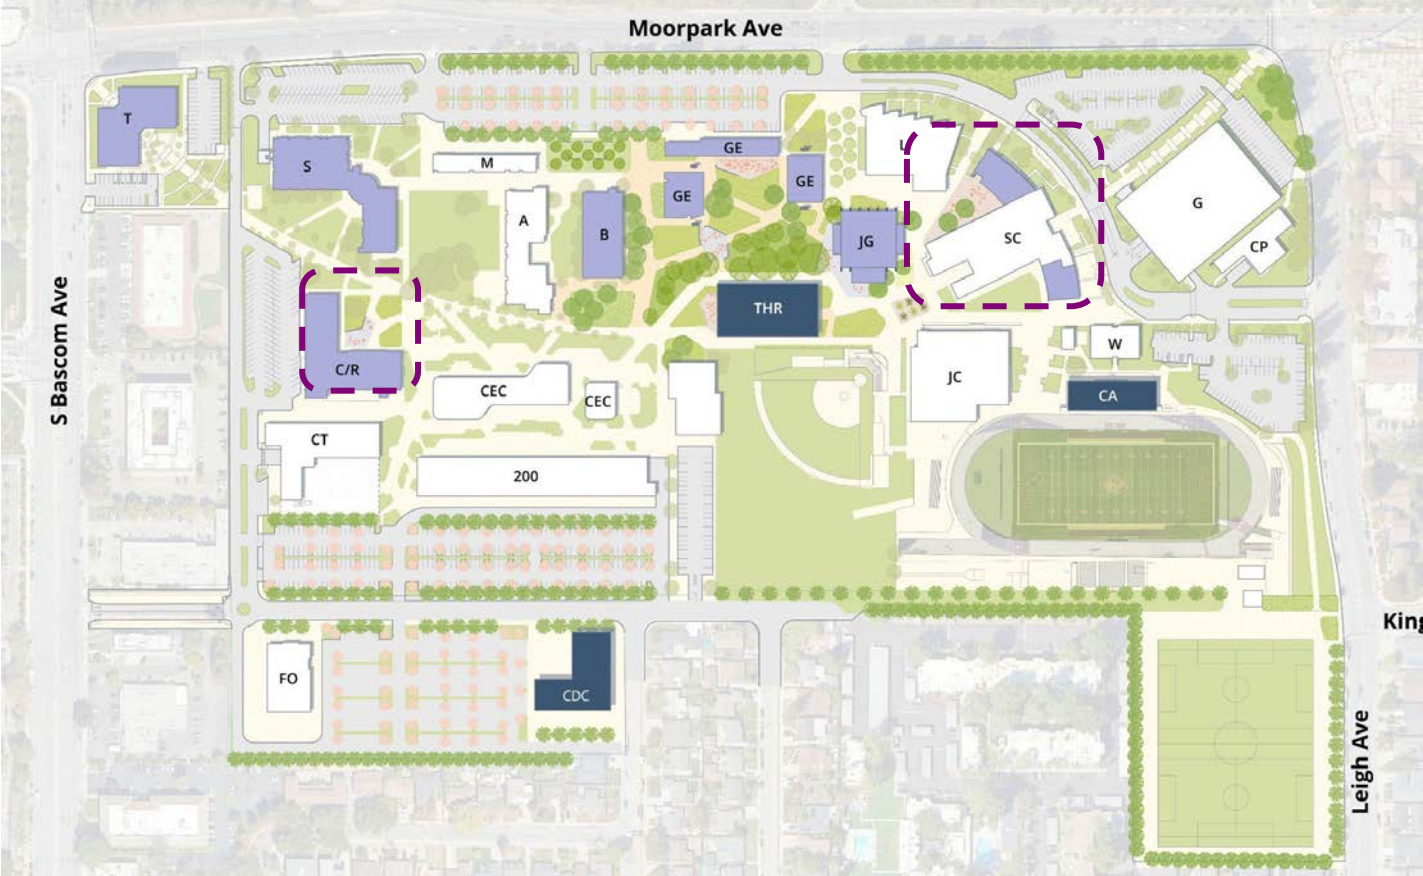 Moorpark Ave
T
S
M
GE
L
GE
GE
G
A
B
JG
SC
CP
S Bascom Ave
THR
W
C/R
JC
CEC
CEC
CA
CT
200
King
FO
CDC
Leigh Ave